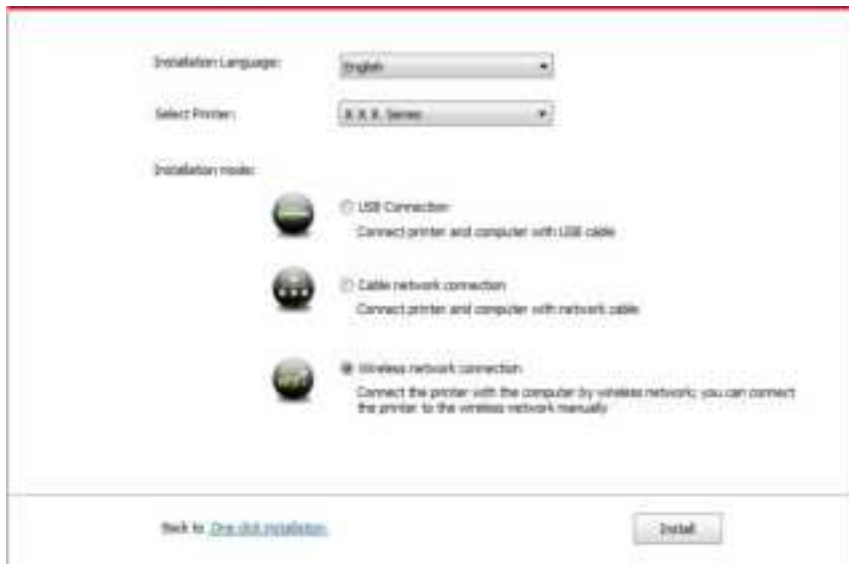 Installation Language:
English
Select Printer:
X X X Series
Installation mode:
USB Connection
Connect printer and computer with USB cable
Cable network connection
Connect printer and computer with network cable
Wireless network connection
Connect the printer with the computer by wireless network; you can connect
the printer to the wireless network manually
Back to One click installation
Install